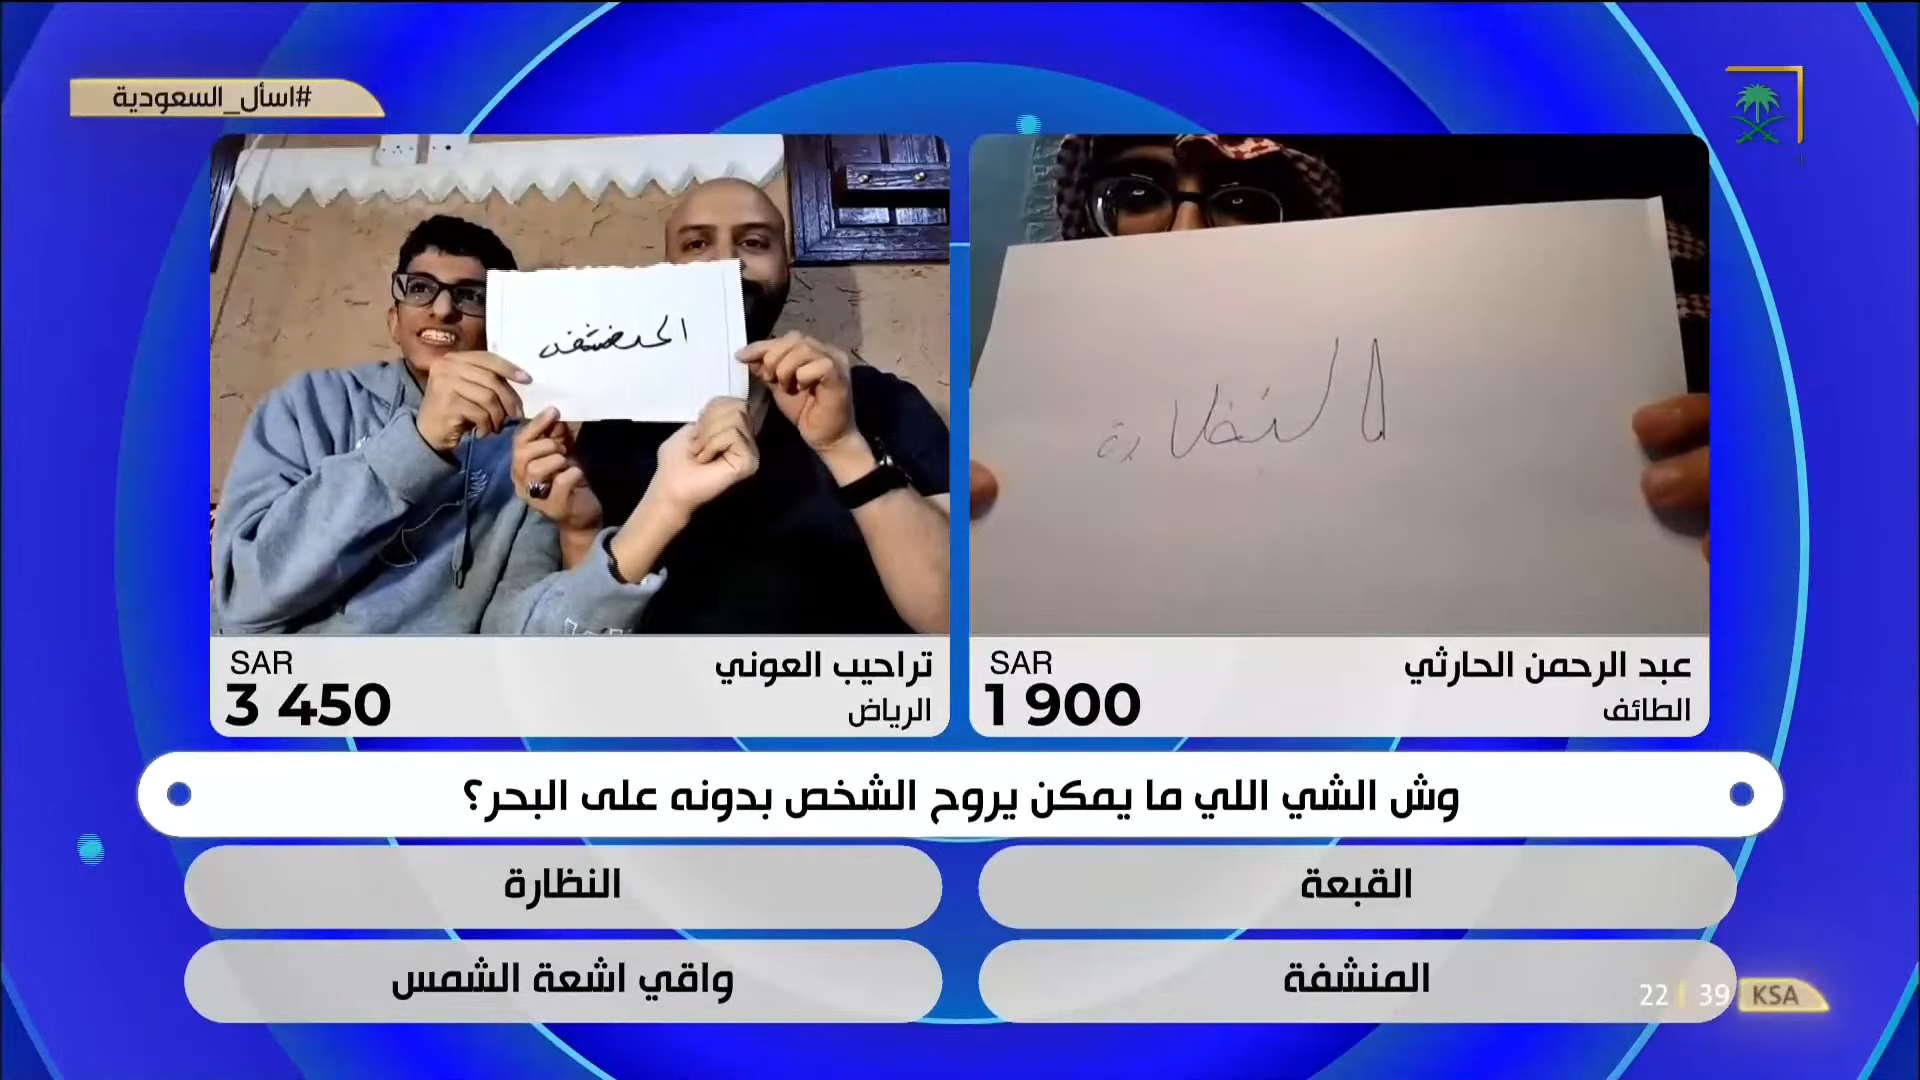 #اسأل_السعودية
النظارة
المنشفة
عبد الرحمن الحارثي
الطائف
SAR
1 900
تراحيب العوني
الرياض
SAR
3 450
وش الشي اللي ما يمكن يروح الشخص بدونه على البحر؟
القبعة
النظارة
المنشفة
واقي اشعة الشمس
22 39 KSA